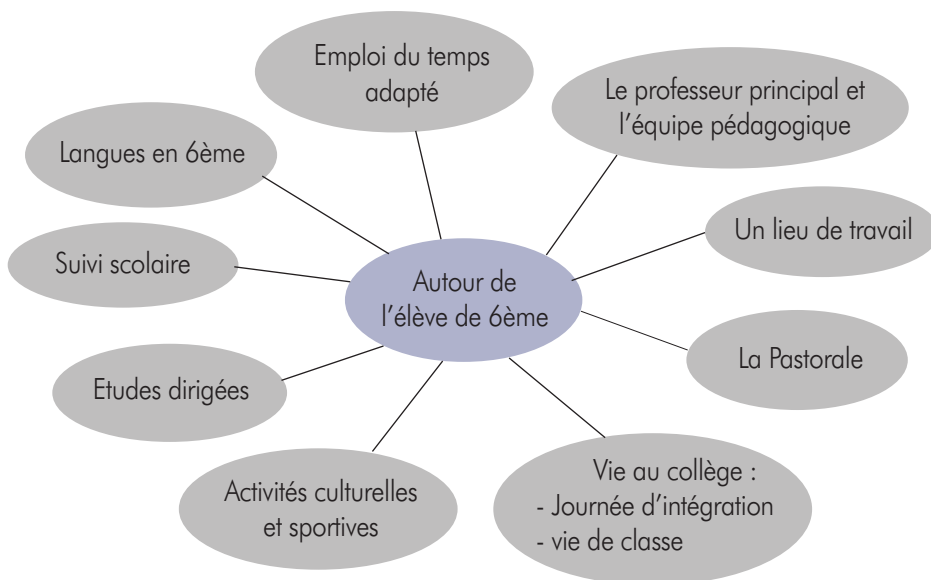 Emploi du temps
adapté
Le professeur principal et
l'équipe pédagogique
Langues en 6ème
Un lieu de travail
Suivi scolaire
Autour de
l'élève de 6ème
La Pastorale
Etudes dirigées
Activités culturelles
et sportives
Vie au collège :
- Journée d'intégration
- vie de classe